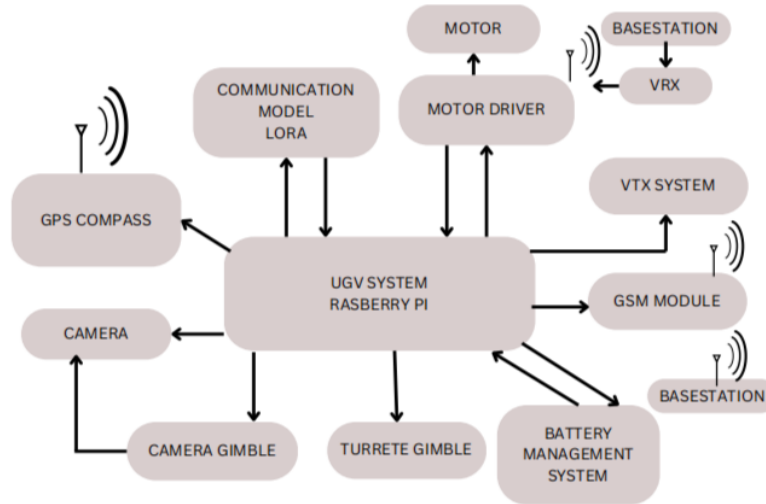 MOTOR
BASESTATION
COMMUNICATION
MODEL
LORA
MOTOR DRIVER
VRX
VTX SYSTEM
GPS COMPASS
UGV SYSTEM
RASBERRY PI
GSM MODULE
CAMERA
BASESTATION
CAMERA GIMBLE
TURRETE GIMBLE
BATTERY
MANAGEMENT
SYSTEM